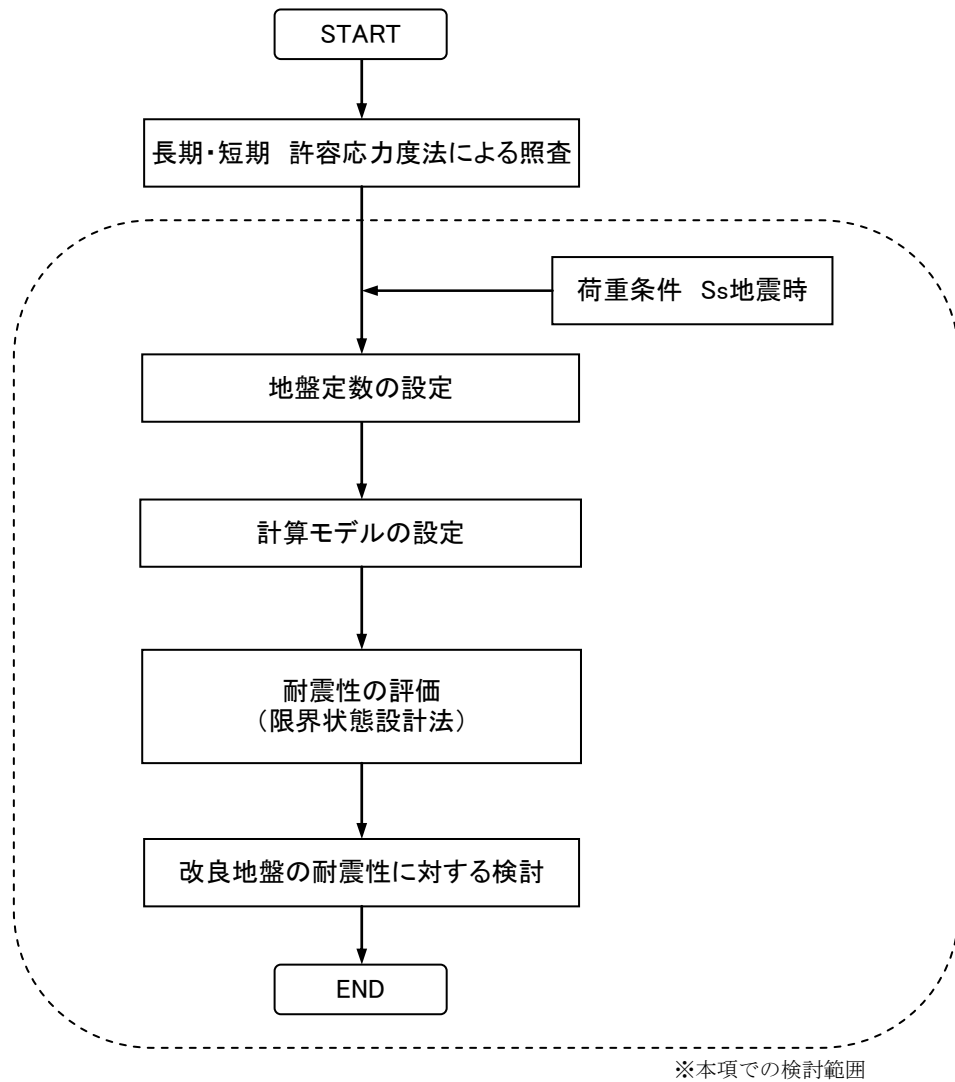 START
長期・短期　許容応力度法による照査
荷重条件　Ss地震時
地盤定数の設定
計算モデルの設定
耐震性の評価
（限界状態設計法）
改良地盤の耐震性に対する検討
END
※本項での検討範囲